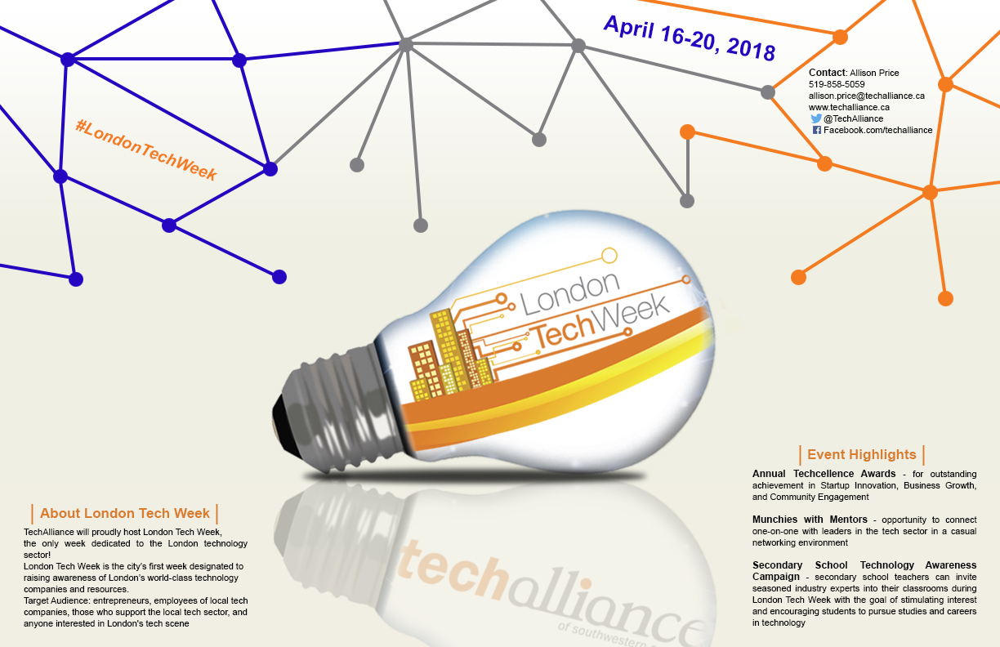 April 16-20, 2018
Contact: Allison Price
519-858-5059
allison.price@techalliance.ca
www.techalliance.ca
@TechAlliance
Facebook.com/techalliance
#LondonTechWeek
London
TechWeek
About London Tech Week
TechAlliance will proudly host London Tech Week,
the only week dedicated to the London technology
sector!
London Tech Week is the city's first week designated to
raising awareness of London's world-class technology
companies and resources.
Target Audience: entrepreneurs, employees of local tech
companies, those who support the local tech sector, and
anyone interested in London's tech scene
techalliance
of southwestern
Event Highlights
Annual Techcellence Awards - for outstanding
achievement in Startup Innovation, Business Growth,
and Community Engagement
Munchies with Mentors - opportunity to connect
one-on-one with leaders in the tech sector in a casual
networking environment
Secondary School Technology Awareness
Campaign - secondary school teachers can invite
seasoned industry experts into their classrooms during
London Tech Week with the goal of stimulating interest
and encouraging students to pursue studies and careers
in technology